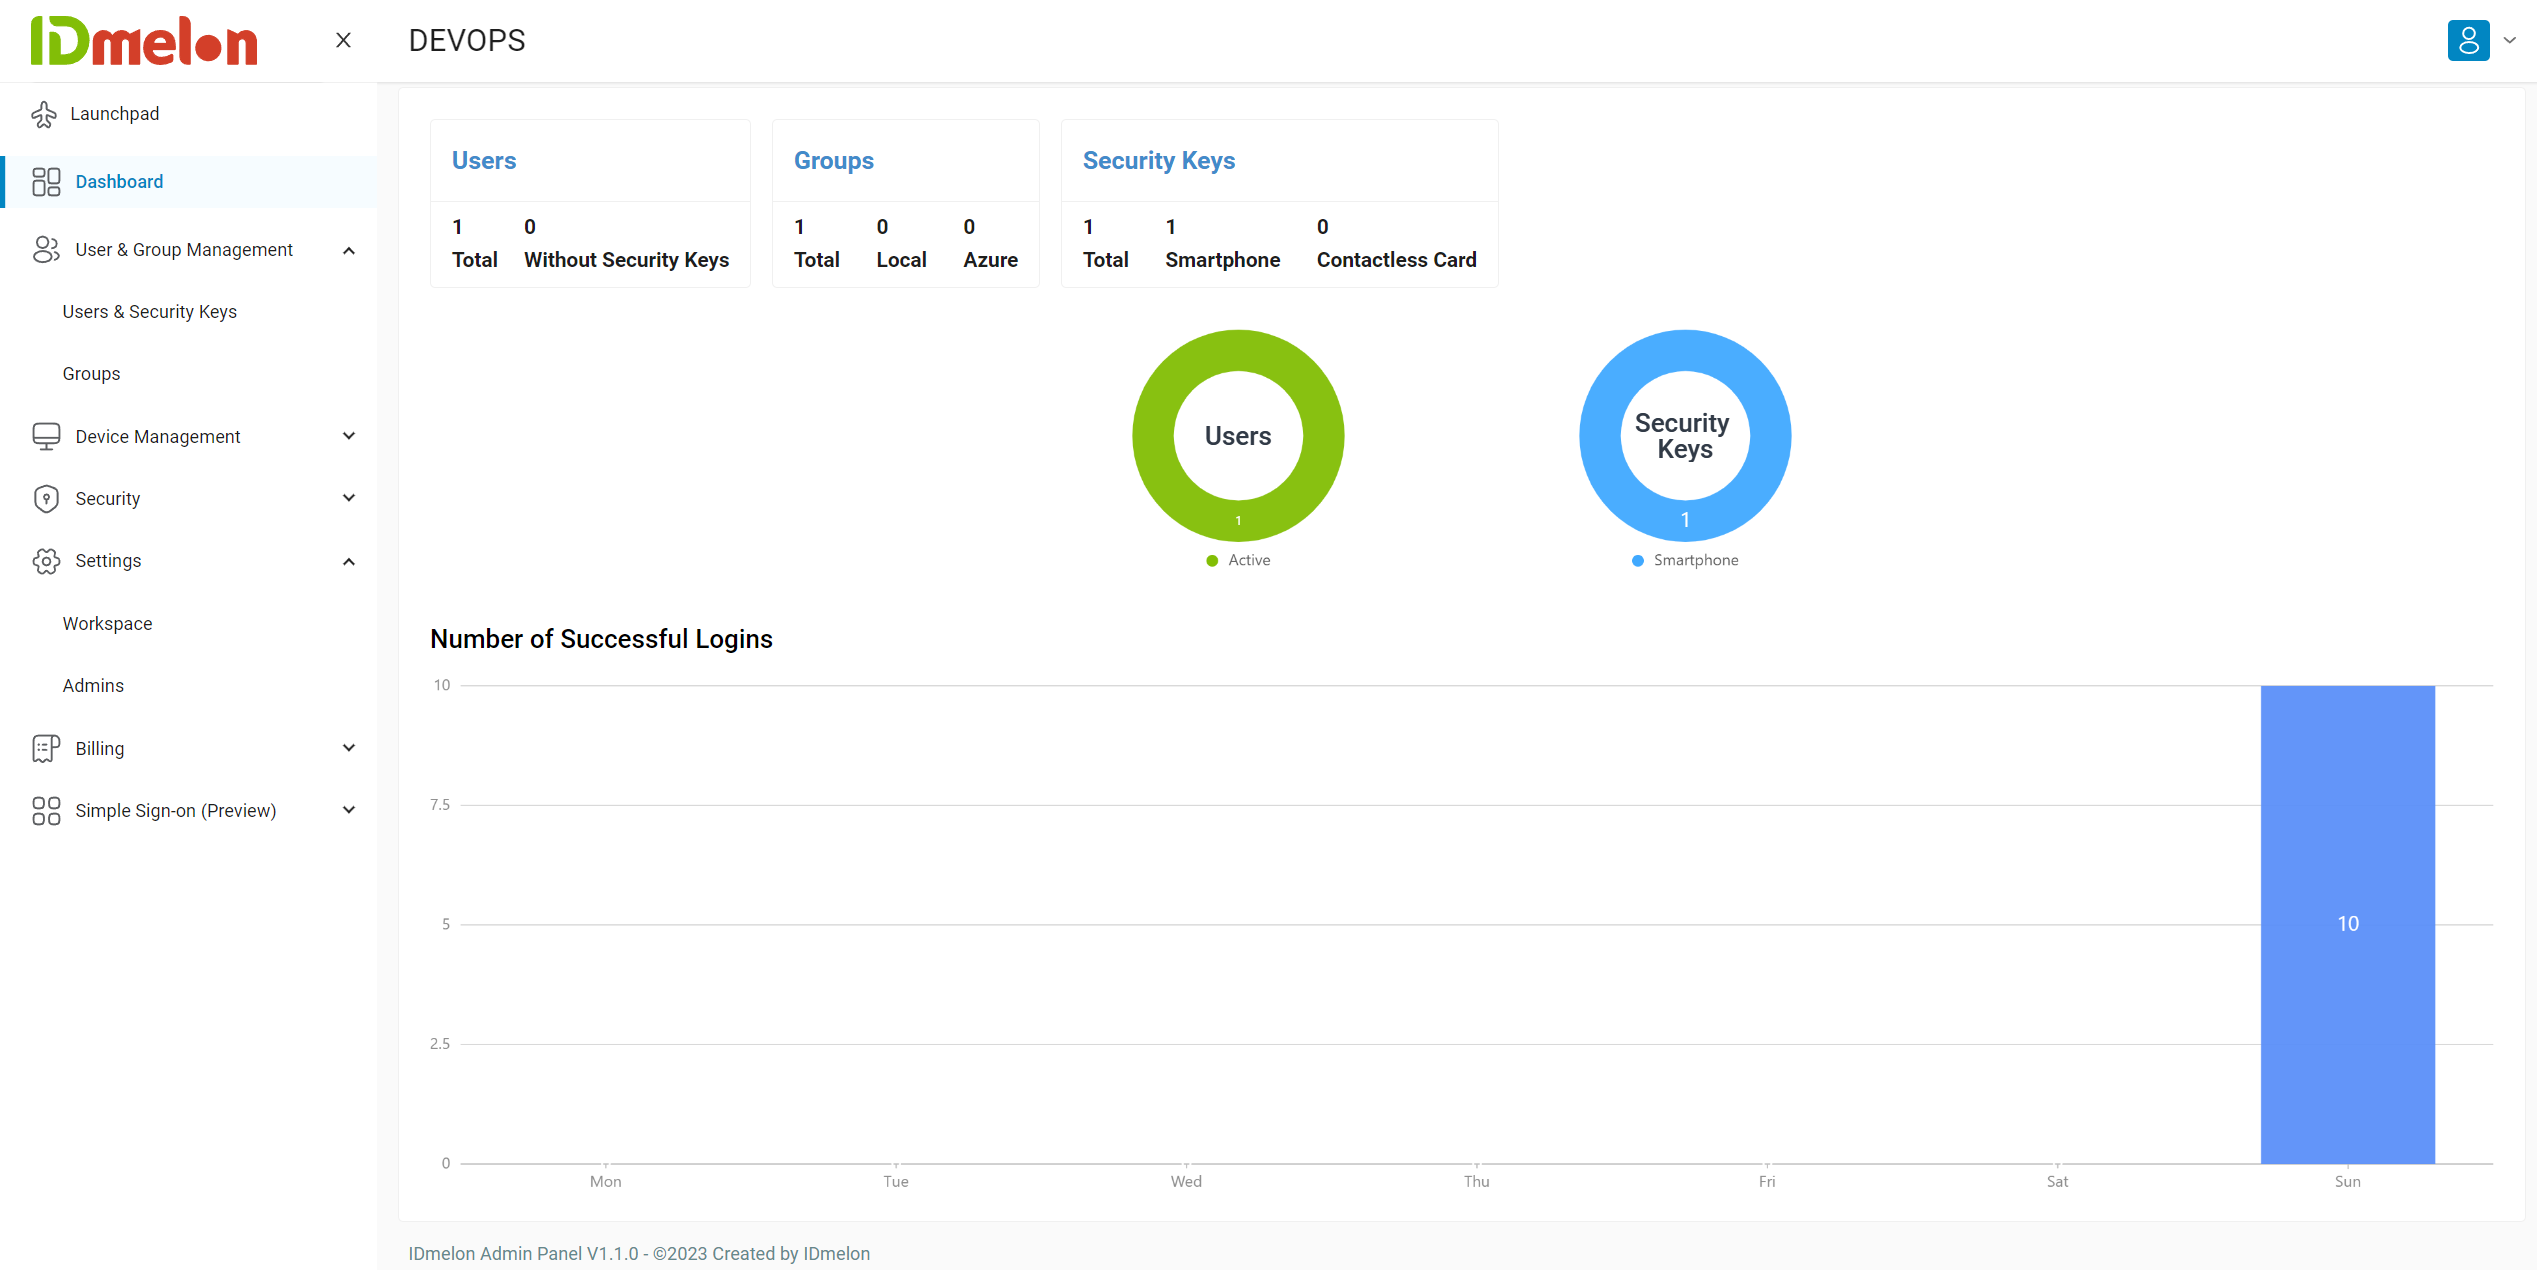 IDmelon
DEVOPS
Launchpad
Dashboard
User & Group Management
Users & Security Keys
Groups
Device Management
Security
Settings
Workspace
Admins
Billing
Simple Sign-on (Preview)
Users
1 0
Total Without Security Keys
Groups
1 0 0
Total Local Azure
Security Keys
1 1 0
Total Smartphone Contactless Card
Users
1
Active
Security
Keys
1
Smartphone
Number of Successful Logins
10
7.5
5
2.5
0
10
Mon Tue Wed Thu Fri Sat Sun
IDmelon Admin Panel V1.1.0 - ©2023 Created by IDmelon